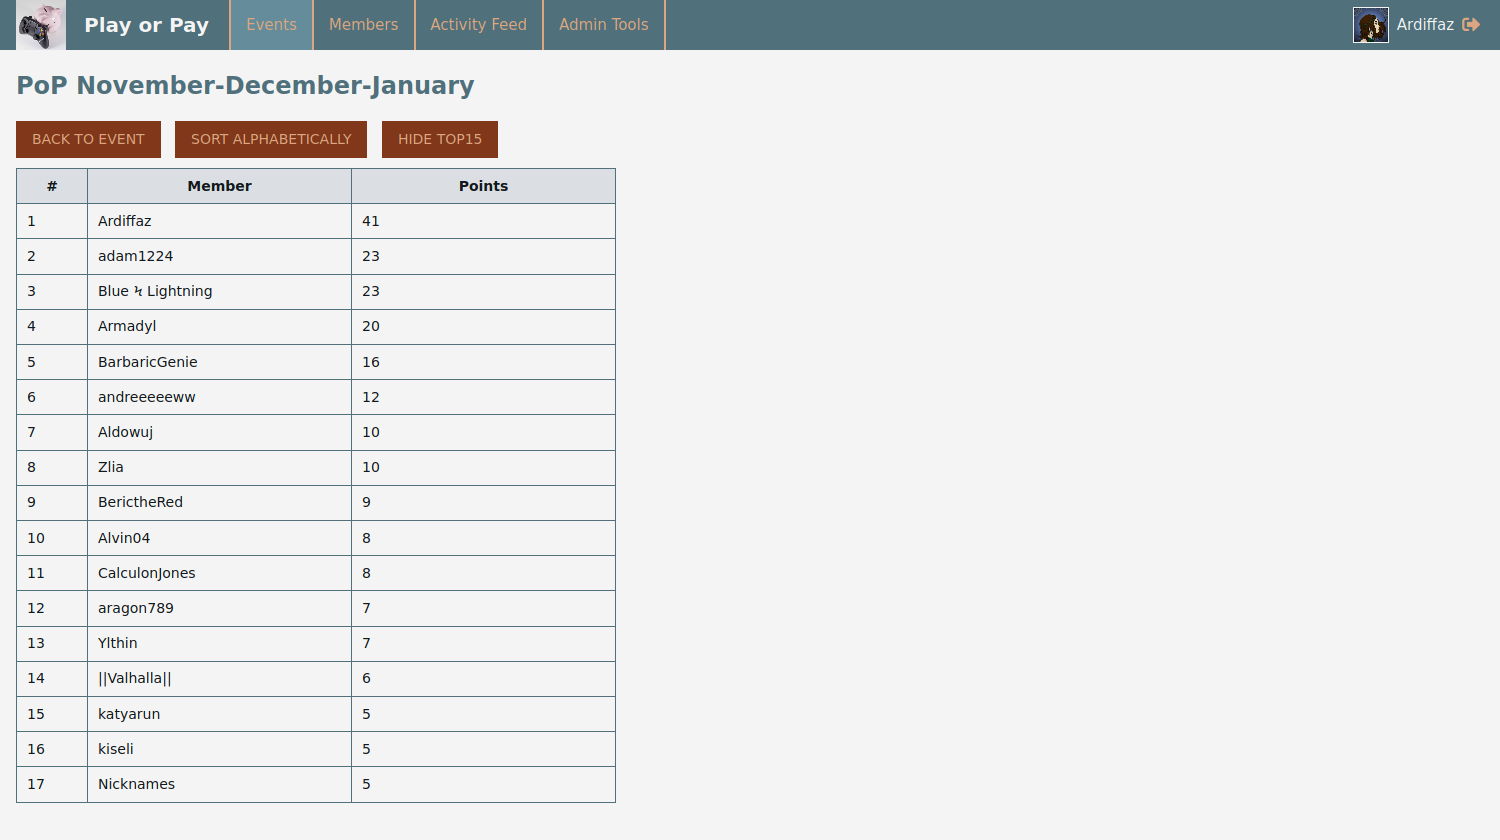 Play or Pay Events Members Activity Feed Admin Tools Ardiffaz
PoP November-December-January
BACK TO EVENT SORT ALPHABETICALLY HIDE TOP15
# Member Points
1 Ardiffaz 41
2 adam1224 23
3 Blue Ϟ Lightning 23
4 Armadyl 20
5 BarbaricGenie 16
6 andreeeeeww 12
7 Aldowuj 10
8 Zlia 10
9 BerictheRed 9
10 Alvin04 8
11 CalculonJones 8
12 aragon789 7
13 Ylthin 7
14 ||Valhalla|| 6
15 katyarun 5
16 kiseli 5
17 Nicknames 5